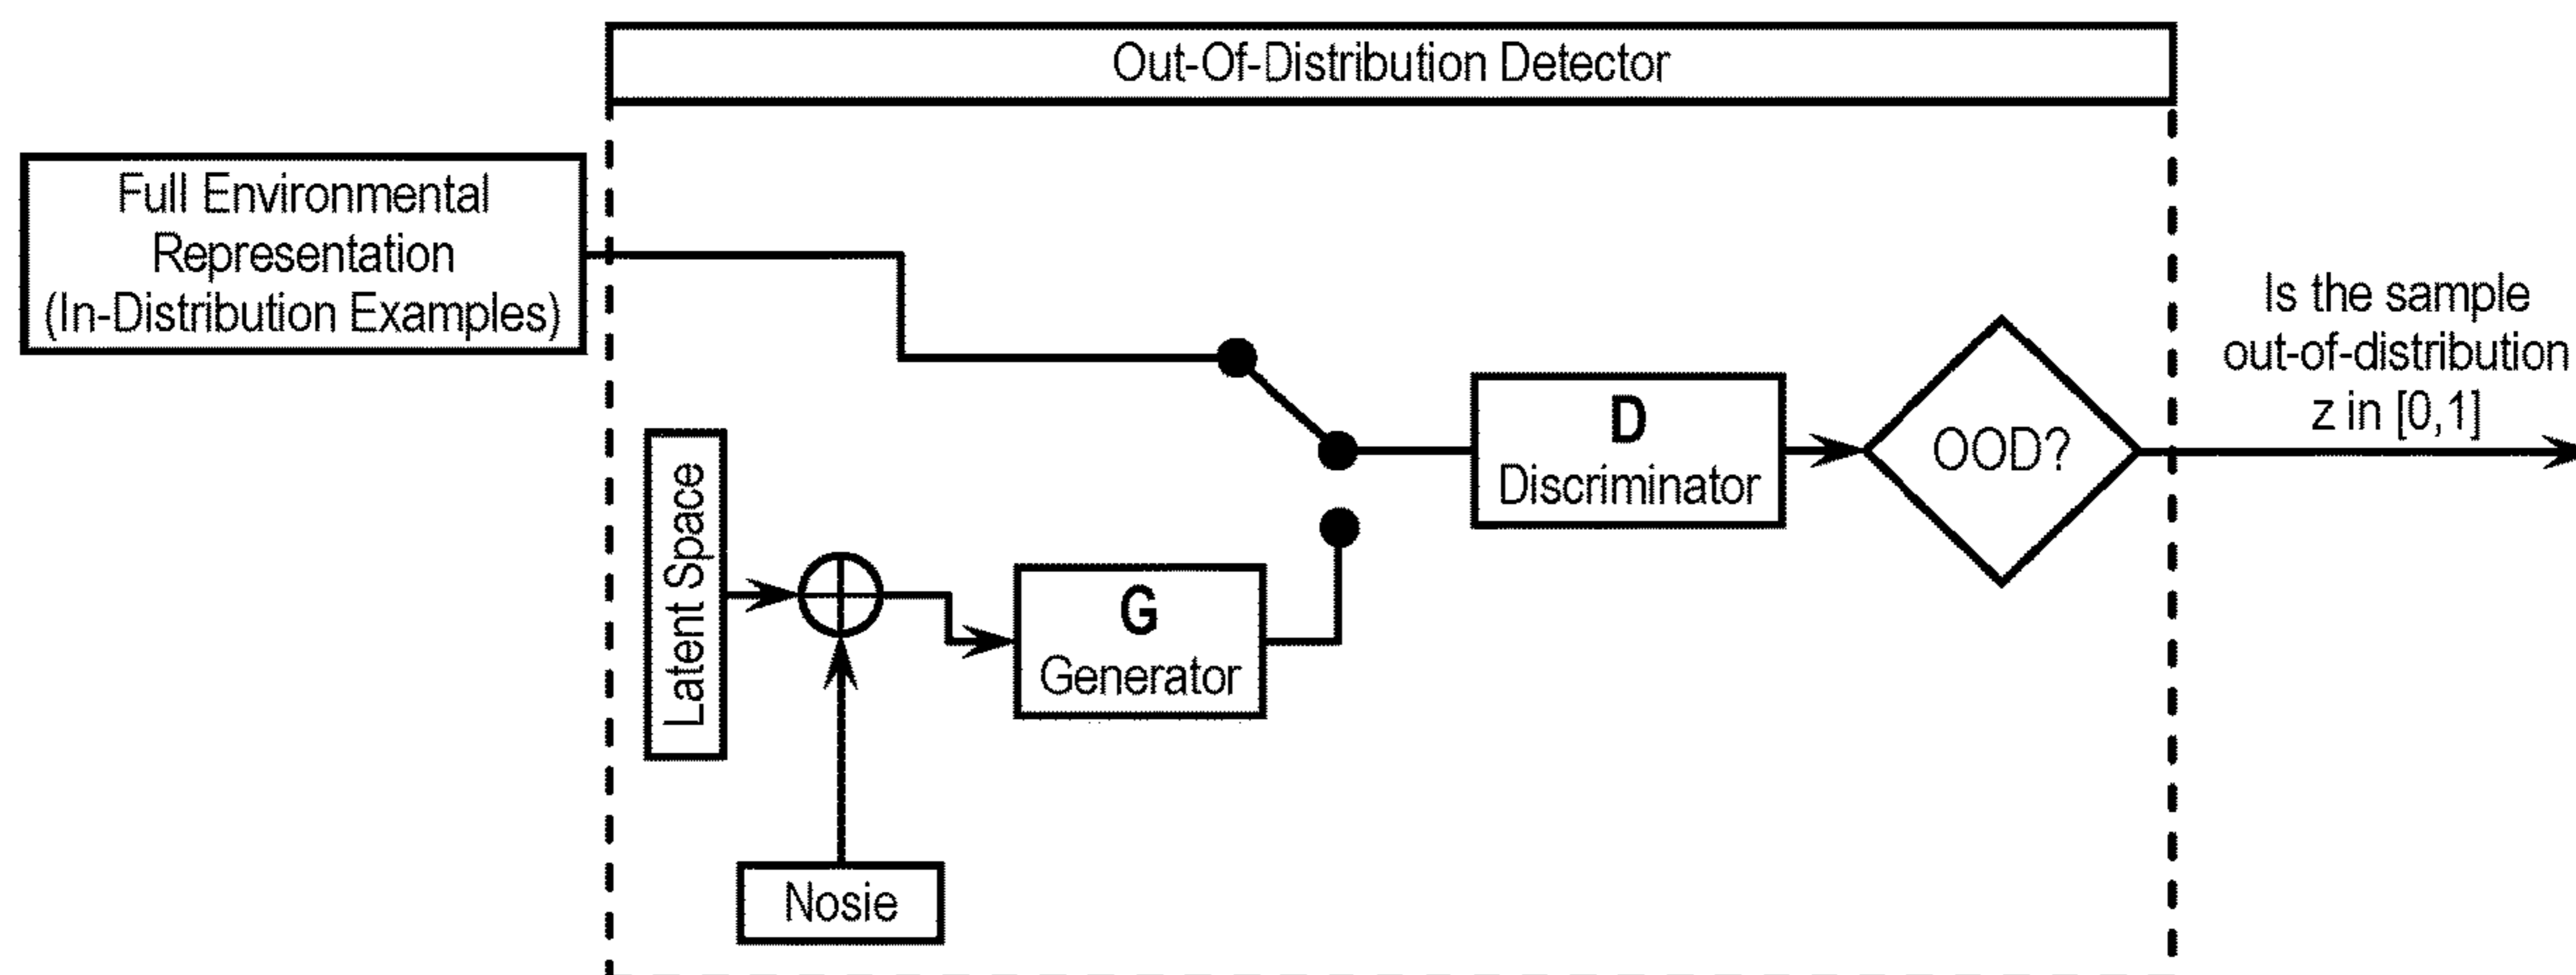 Out-Of-Distribution Detector
Full Environmental
Representation
(In-Distribution Examples)
Is the sample
out-of-distribution
z in [0,1]
D
Discriminator
OOD?
Latent Space
G
Generator
Nosie